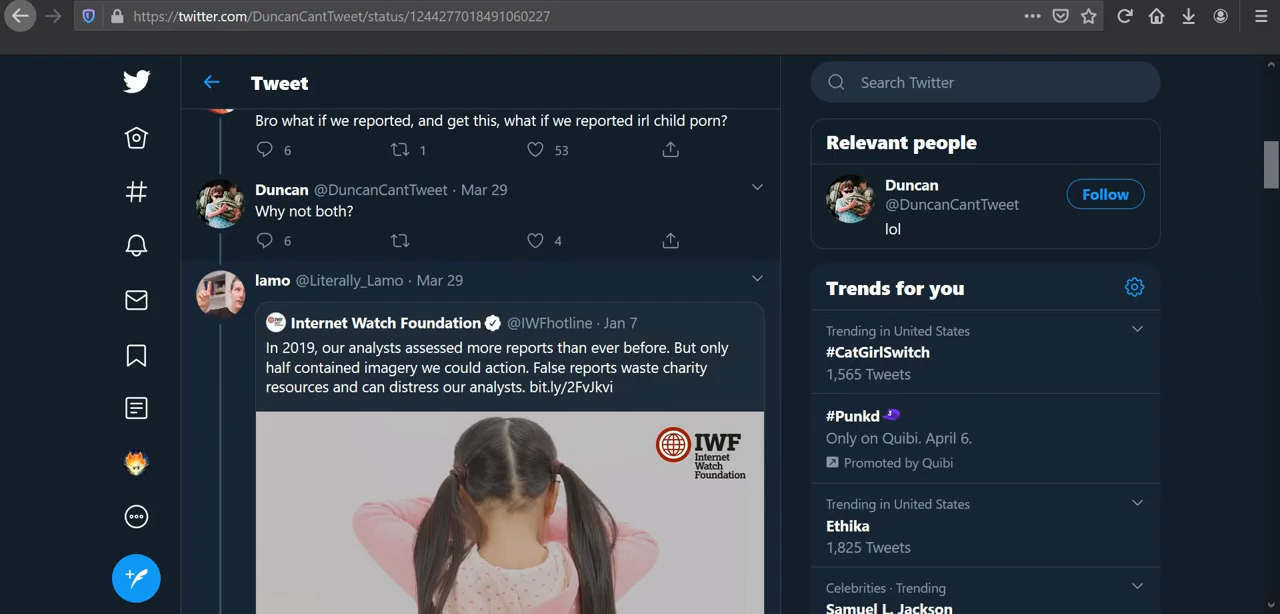 https://twitter.com/DuncanCantTweet/status/1244277018491060227
Tweet
Bro what if we reported, and get this, what if we reported irl child porn?
6 1 53
Duncan @DuncanCantTweet · Mar 29
Why not both?
6 4
lamo @Literally_Lamo · Mar 29
Internet Watch Foundation @IWFhotline · Jan 7
In 2019, our analysts assessed more reports than ever before. But only
half contained imagery we could action. False reports waste charity
resources and can distress our analysts. bit.ly/2FvJkvi
IWF
Internet
Watch
Foundation
Search Twitter
Relevant people
Duncan
@DuncanCantTweet
Follow
lol
Trends for you
Trending in United States
#CatGirlSwitch
1,565 Tweets
#Punkd
Only on Quibi. April 6.
Promoted by Quibi
Trending in United States
Ethika
1,825 Tweets
Celebrities · Trending
Samuel L. Jackson